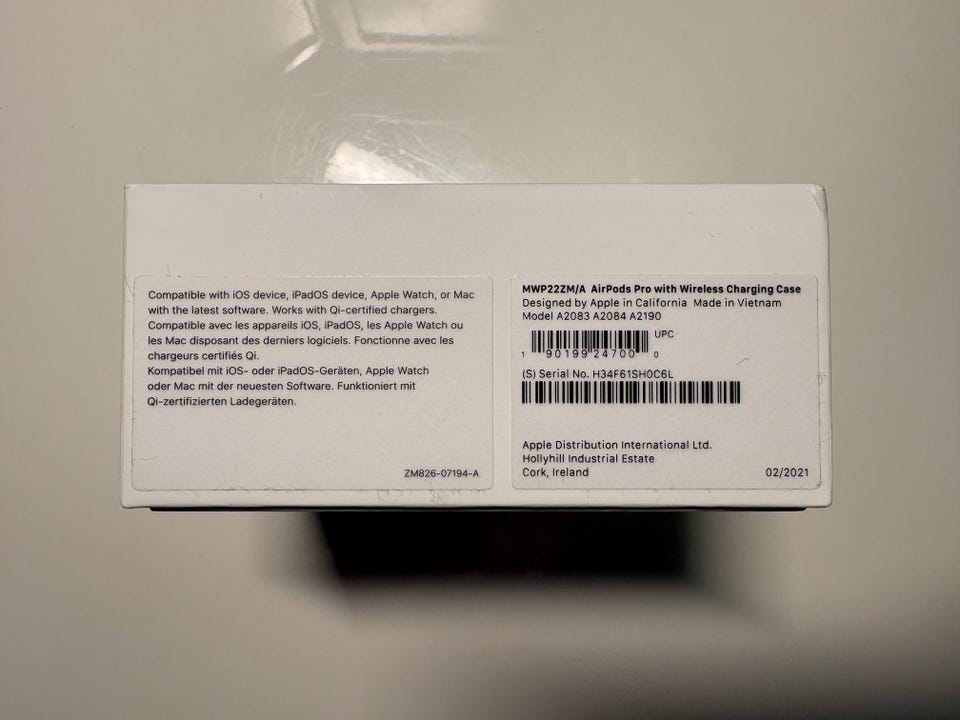 Compatible with iOS device, iPadOS device, Apple Watch, or Mac
with the latest software. Works with Qi-certified chargers.
Compatible avec les appareils iOS, iPadOS, les Apple Watch ou
les Mac disposant des derniers logiciels. Fonctionne avec les
chargeurs certifiés Qi.
Kompatibel mit iOS- oder iPadOS-Geräten, Apple Watch
oder Mac mit der neuesten Software. Funktioniert mit
Qi-zertifizierten Ladegeräten.
ZM826-07194-A
MWP22ZM/A AirPods Pro with Wireless Charging Case
Designed by Apple in California Made in Vietnam
Model A2083 A2084 A2190
UPC
1 90199 24700 0
(S) Serial No. H34F61SH0C6L
Apple Distribution International Ltd.
Hollyhill Industrial Estate
Cork, Ireland
02/2021